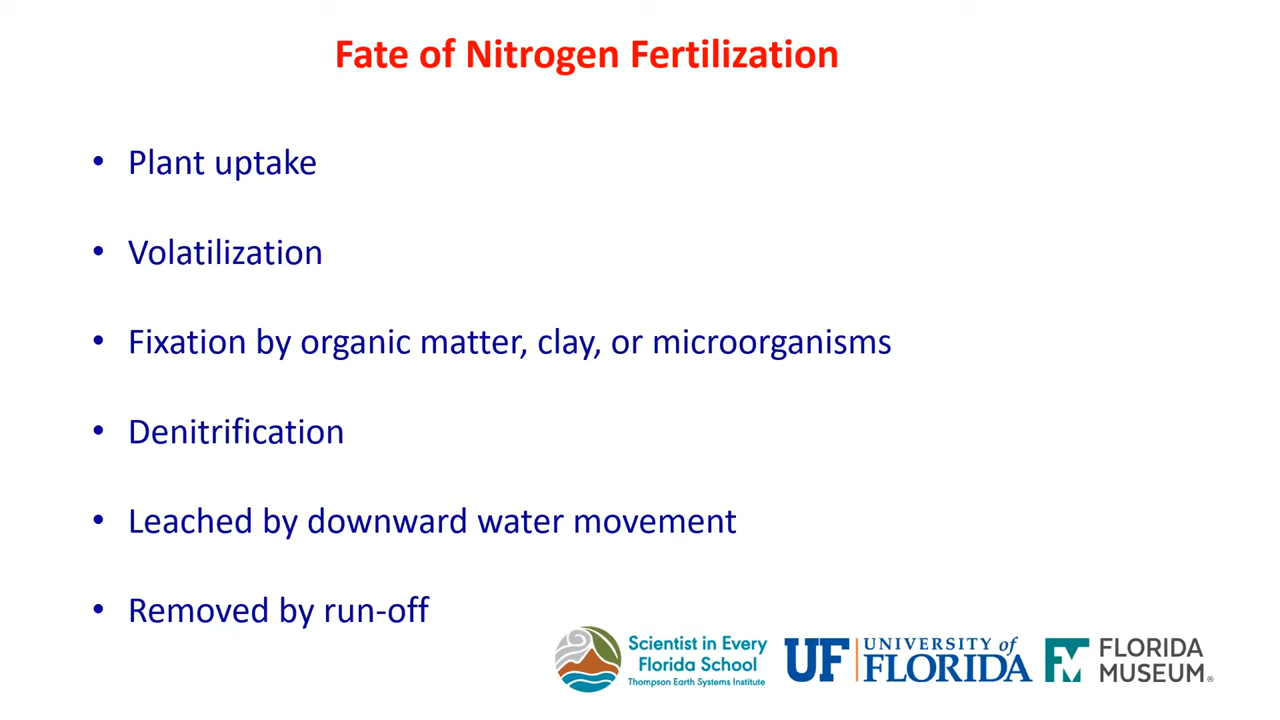 Fate of Nitrogen Fertilization
• Plant uptake
• Volatilization
• Fixation by organic matter, clay, or microorganisms
• Denitrification
• Leached by downward water movement
• Removed by run-off
Scientist in Every
Florida School
Thompson Earth Systems Institute
UF
UNIVERSITY of
FLORIDA
FM
FLORIDA
MUSEUM®